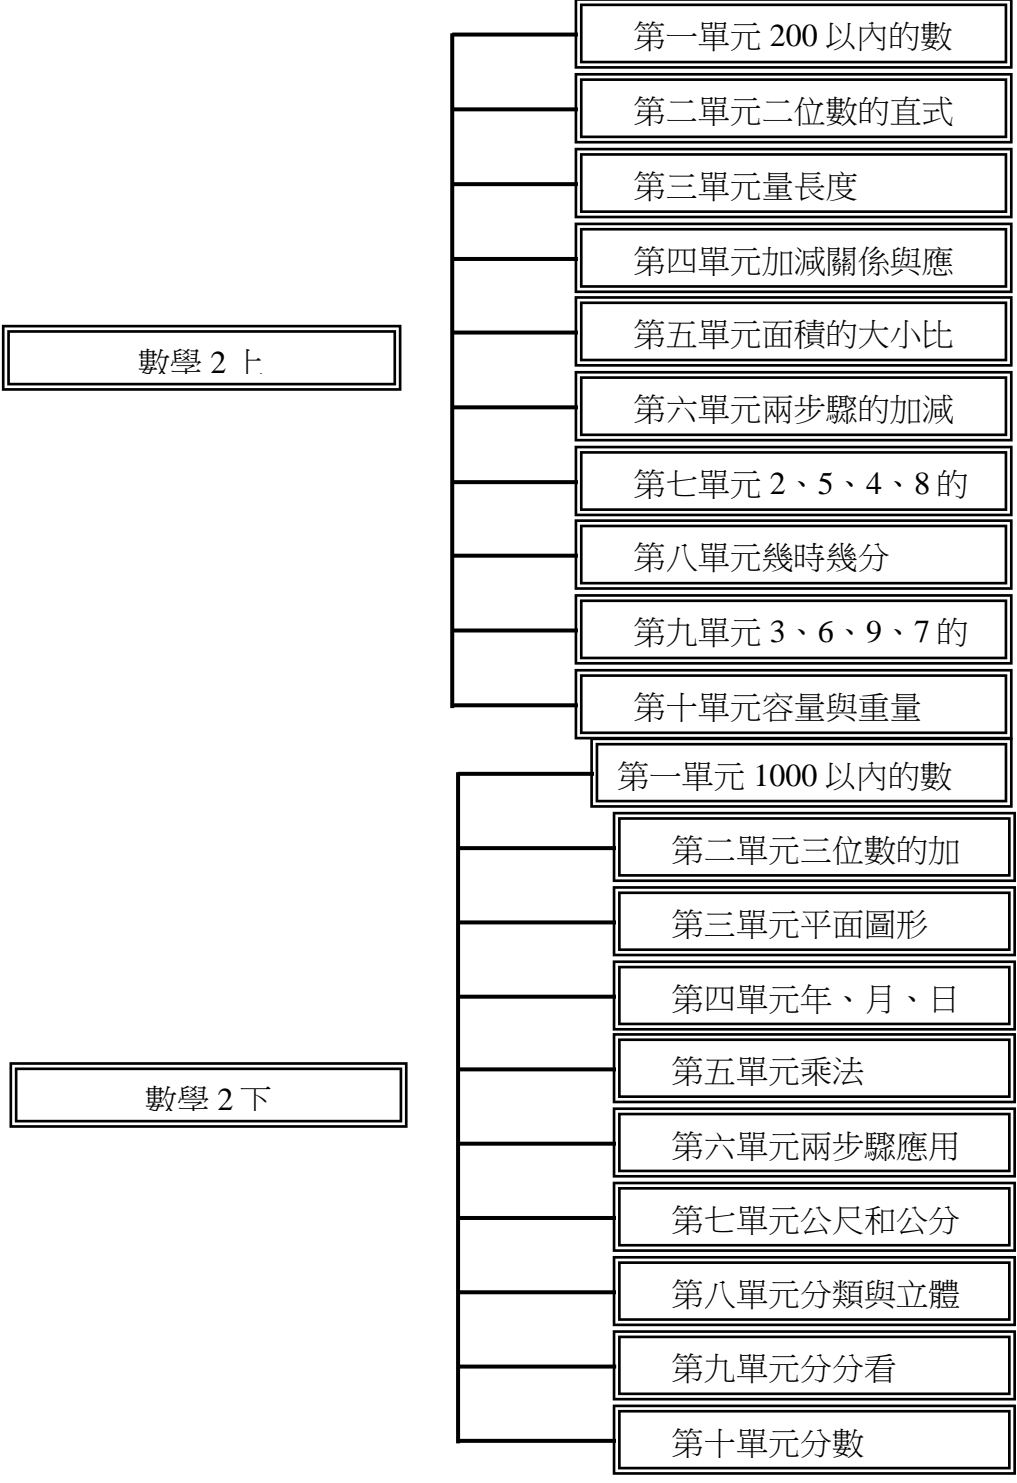 第一單元 200 以內的數
第二單元二位數的直式
第三單元量長度
第四單元加減關係與應
第五單元面積的大小比
數學 2 上
第六單元兩步驟的加減
第七單元 2、5、4、8 的
第八單元幾時幾分
第九單元 3、6、9、7 的
第十單元容量與重量
第一單元 1000 以內的數
第二單元三位數的加
第三單元平面圖形
第四單元年、月、日
第五單元乘法
數學 2 下
第六單元兩步驟應用
第七單元公尺和公分
第八單元分類與立體
第九單元分分看
第十單元分數